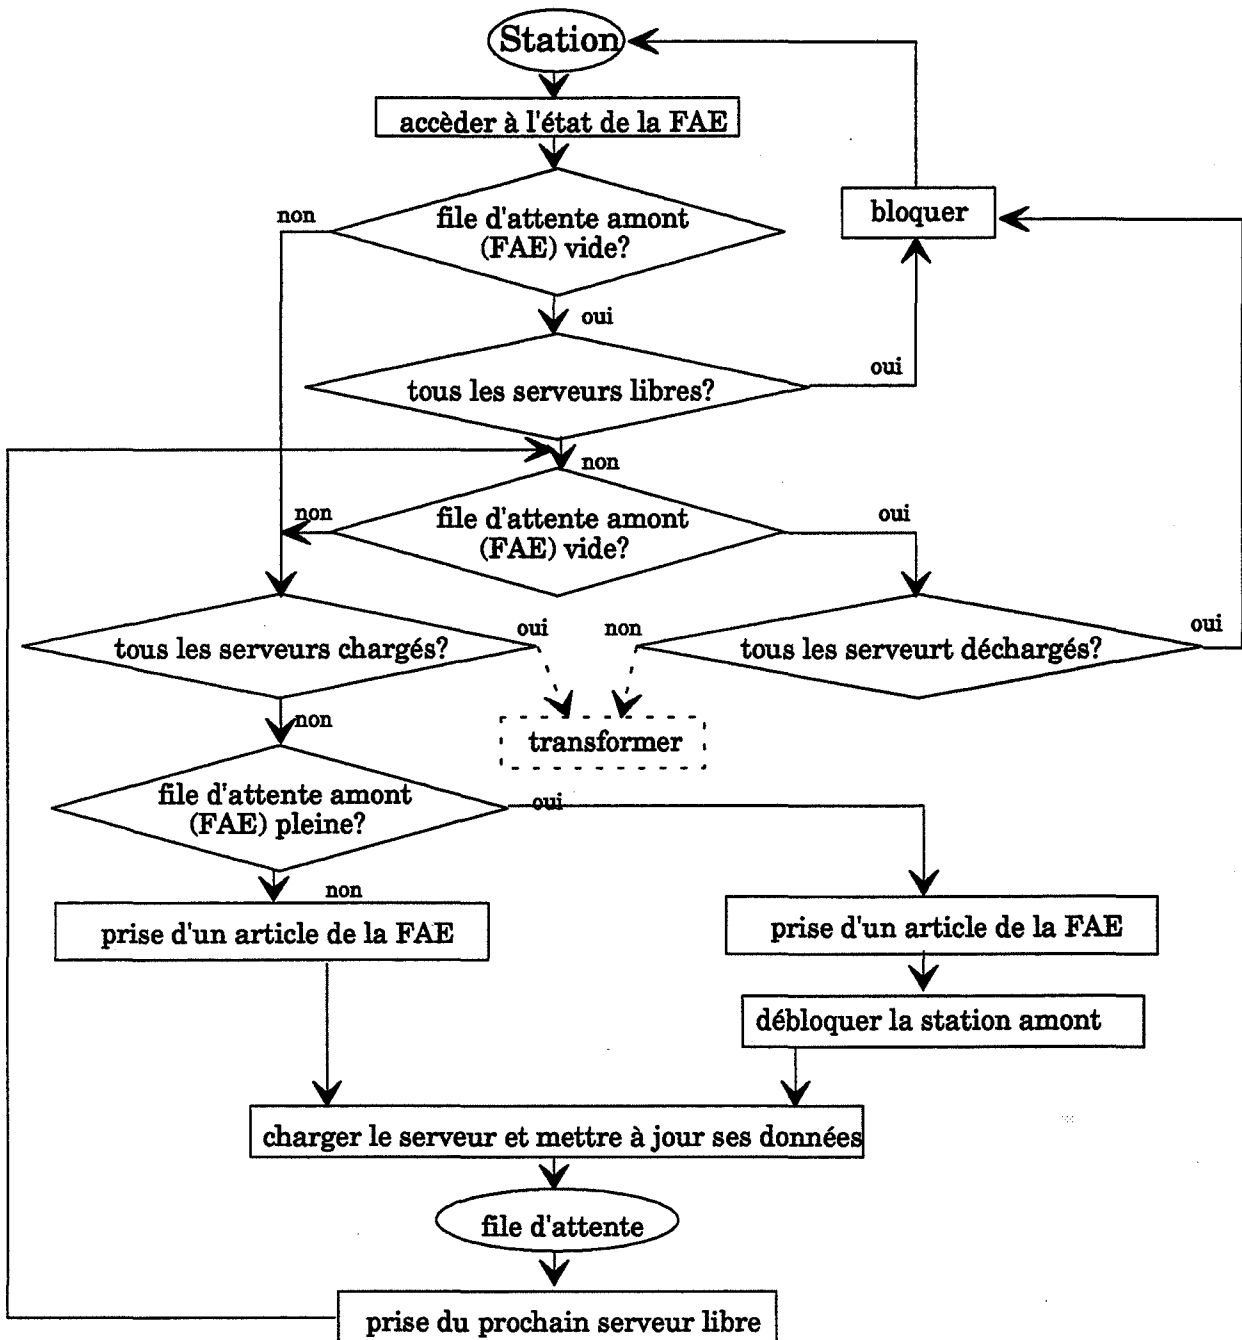 Station
accèder à l'état de la FAE
non
file d'attente amont
(FAE) vide?
bloquer
oui
tous les serveurs libres?
oui
non
non
file d'attente amont
(FAE) vide?
oui
tous les serveurs chargés?
oui
non
tous les serveurt déchargés?
oui
non
transformer
file d'attente amont
(FAE) pleine?
oui
non
prise d'un article de la FAE
prise d'un article de la FAE
débloquer la station amont
charger le serveur et mettre à jour ses données
file d'attente
prise du prochain serveur libre